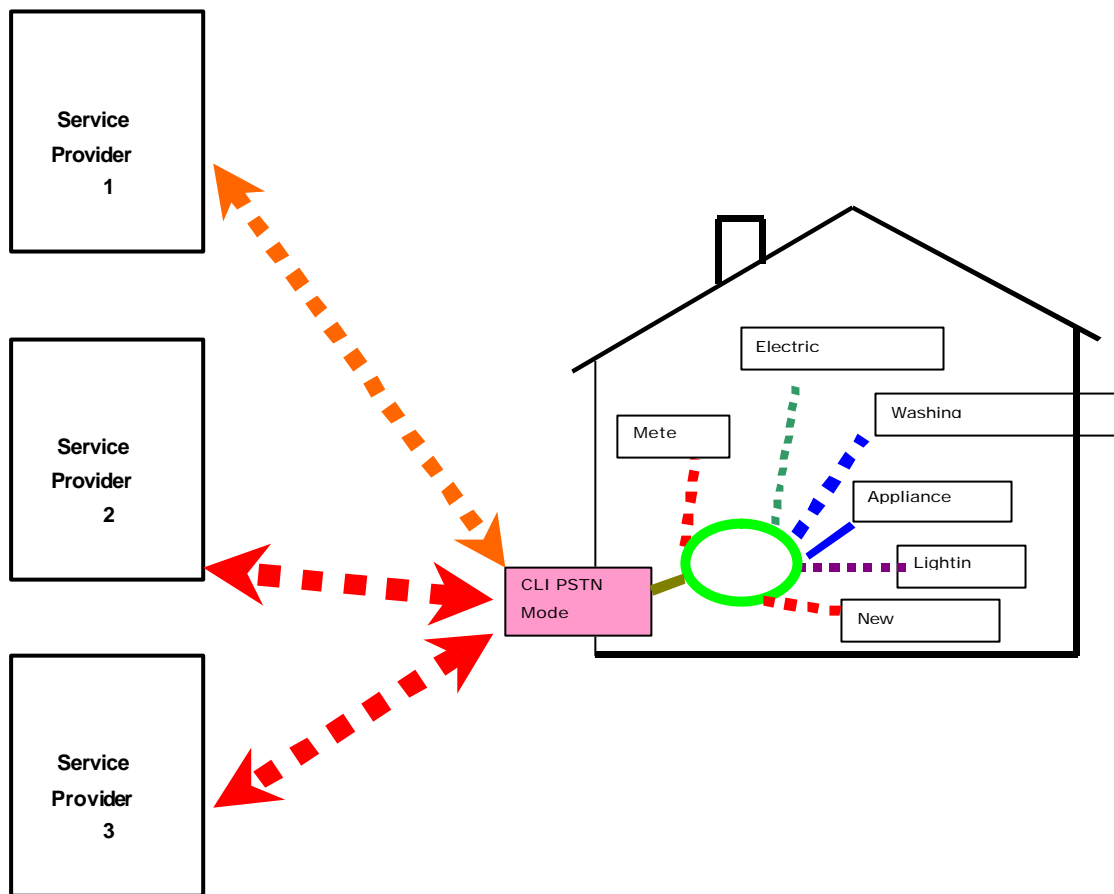 Service
Provider
1
Service
Provider
2
Service
Provider
3
Electric
Washing
Mete
Appliance
Lightin
New
CLI PSTN
Mode